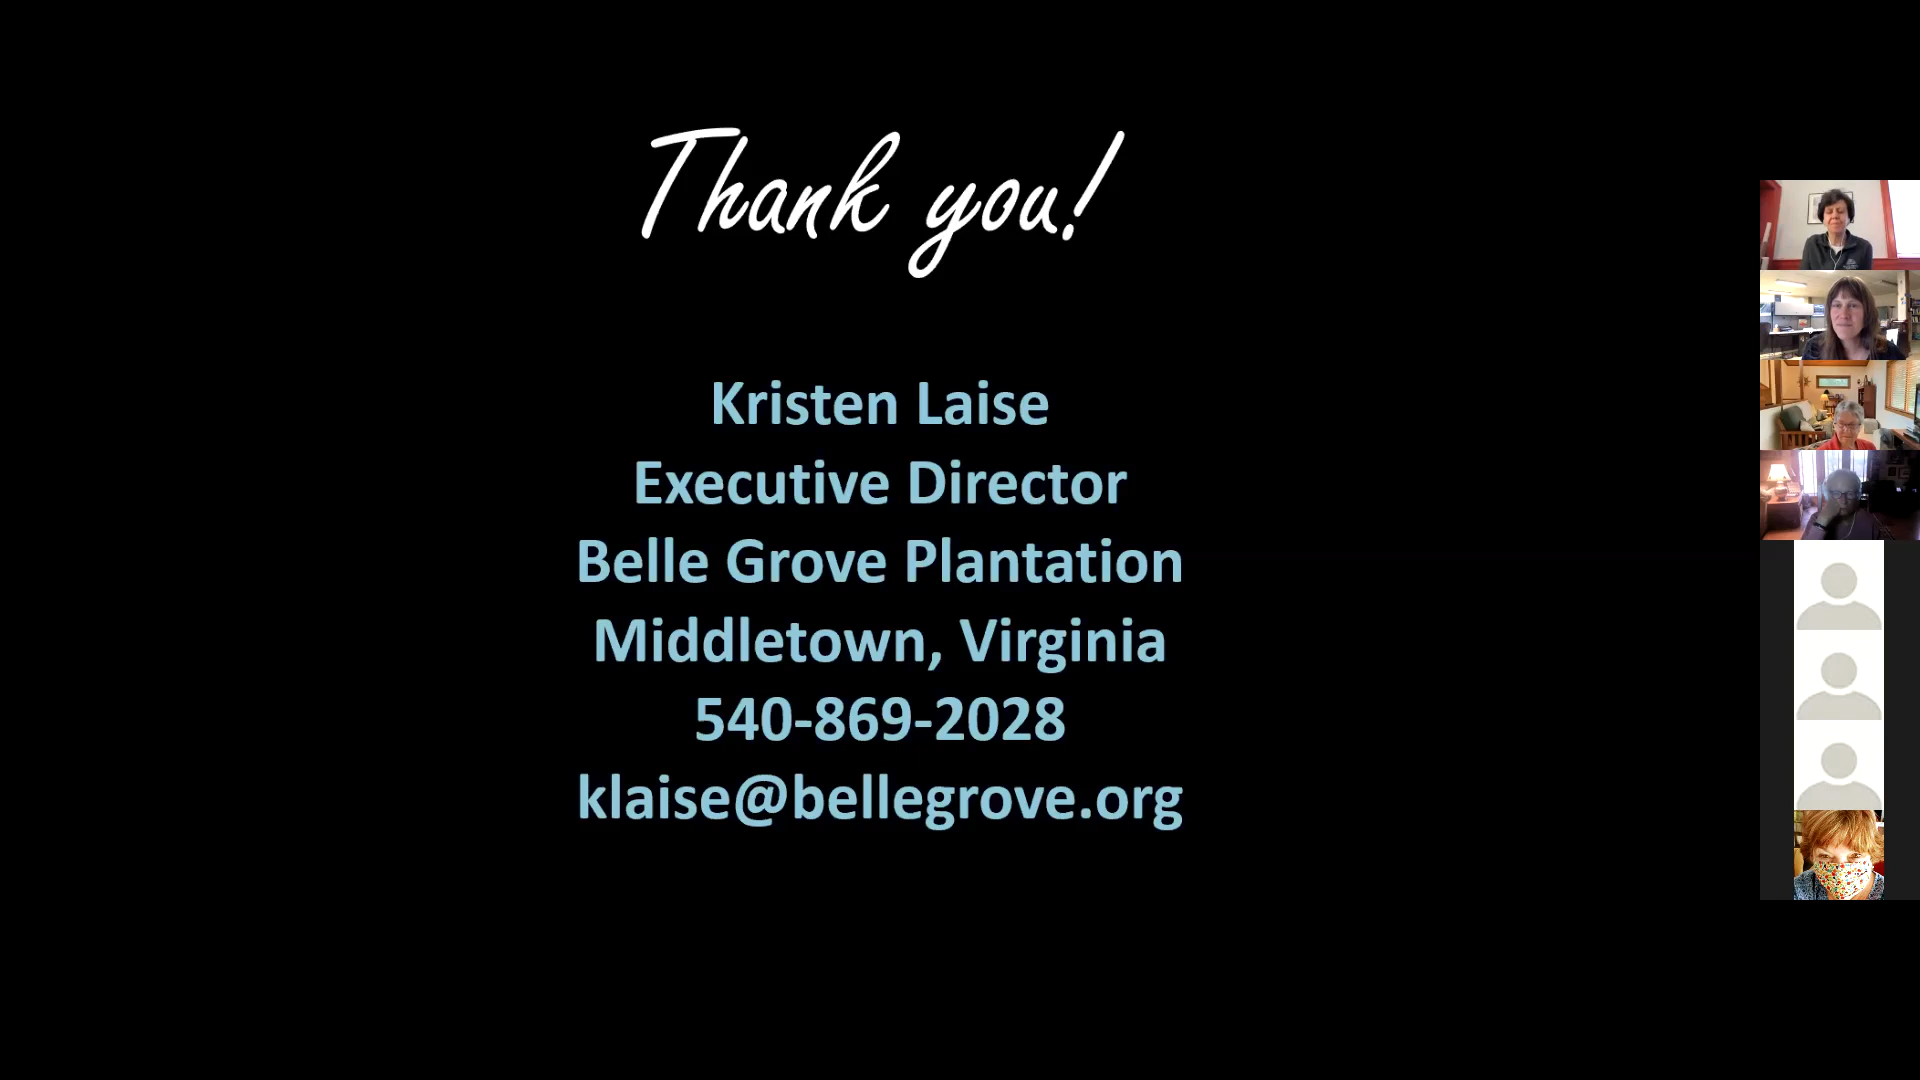 Thank you!
Kristen Laise
Executive Director
Belle Grove Plantation
Middletown, Virginia
540-869-2028
klaise@bellegrove.org